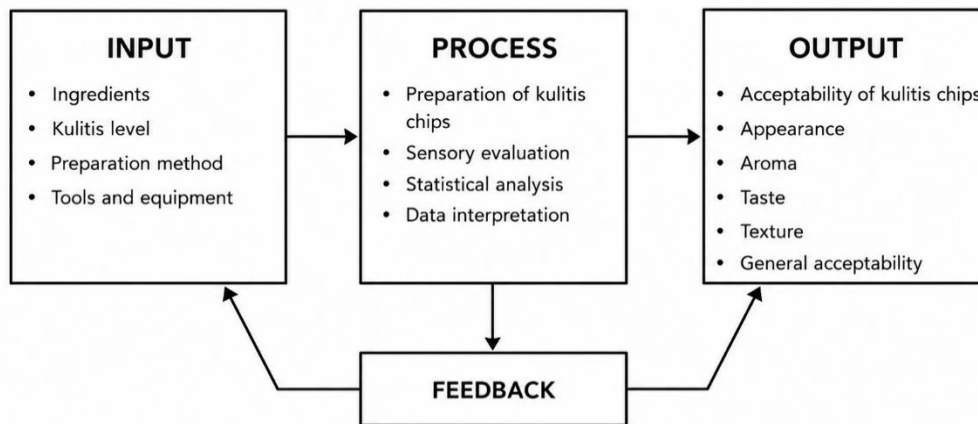 INPUT
• Ingredients
• Kulitis level
• Preparation method
• Tools and equipment
PROCESS
• Preparation of kulitis
chips
• Sensory evaluation
• Statistical analysis
• Data interpretation
OUTPUT
• Acceptability of kulitis chips
• Appearance
• Aroma
• Taste
• Texture
• General acceptability
FEEDBACK